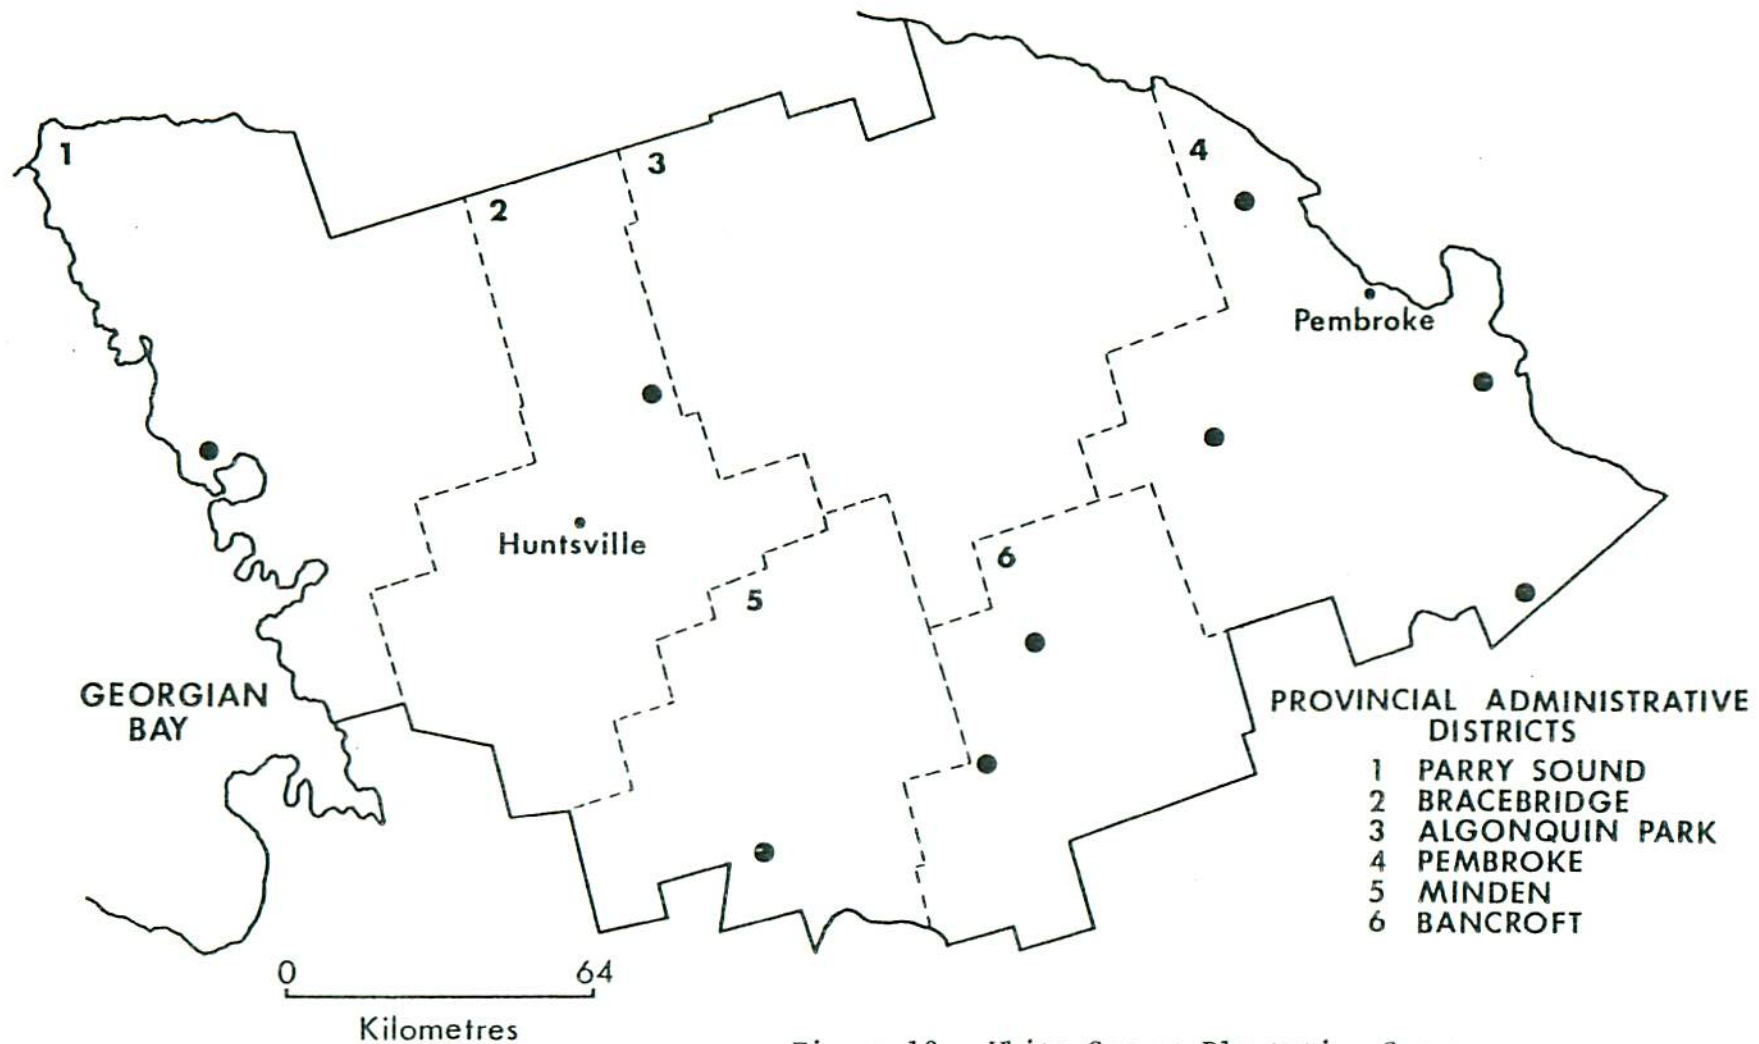 1
2
3
4
Pembroke
Huntsville
5
6
GEORGIAN
BAY
PROVINCIAL ADMINISTRATIVE
DISTRICTS
1 PARRY SOUND
2 BRACEBRIDGE
3 ALGONQUIN PARK
4 PEMBROKE
5 MINDEN
6 BANCROFT
0 64
Kilometres